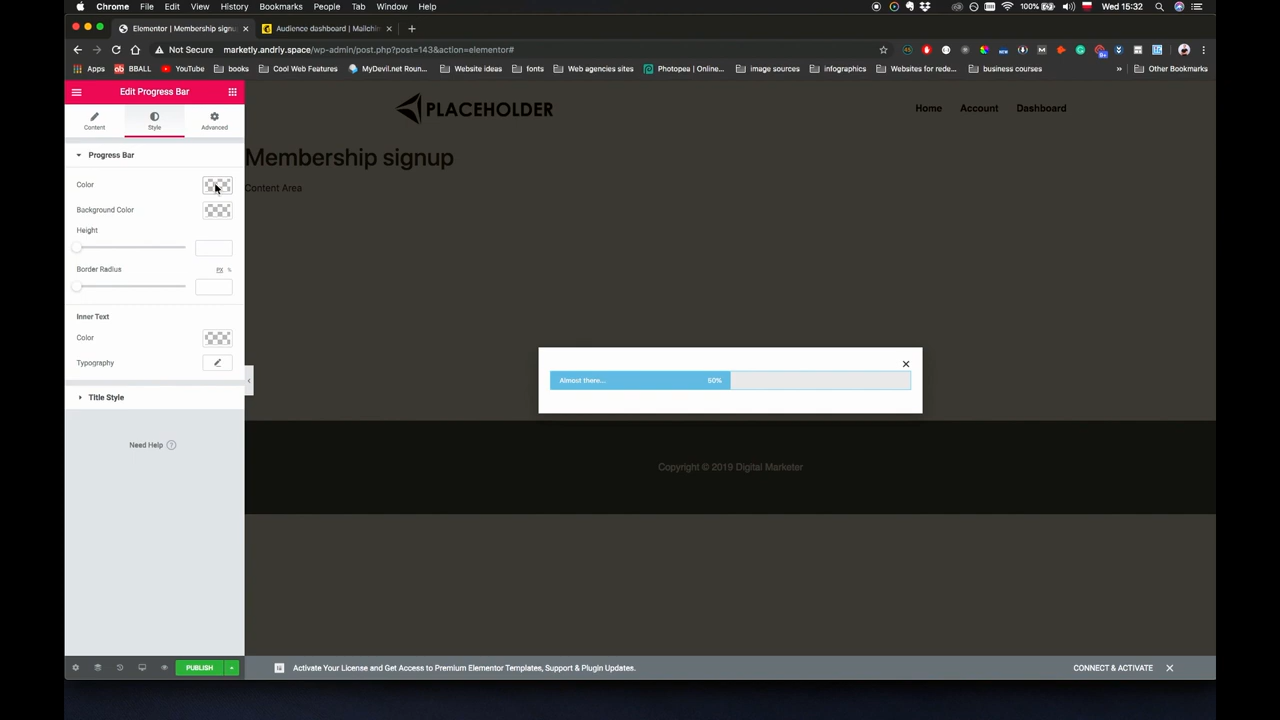 Chrome File Edit View History Bookmarks People Tab Window Help 100% Wed 15:32
Elementor | Membership signu Audience dashboard | Mailchi
Not Secure marketly.andrly.space/wp-admin/post.php?post=143&action=elementor#
Apps BBALL YouTube books Cool Web Features MyDevil.net Roun... Website ideas fonts Web agencies sites Photopea | Online... image sources infographics Websites for rede... business courses » Other Bookmarks
Edit Progress Bar
Content Style Advanced
Progress Bar
Color
Background Color
Height
Border Radius PX %
Inner Text
Color
Typography
Title Style
Need Help ?
PUBLISH
PLACEHOLDER Home Account Dashboard
Membership signup
Content Area
Almost there... 50%
Copyright © 2019 Digital Marketer
Activate Your License and Get Access to Premium Elementor Templates, Support & Plugin Updates. CONNECT & ACTIVATE